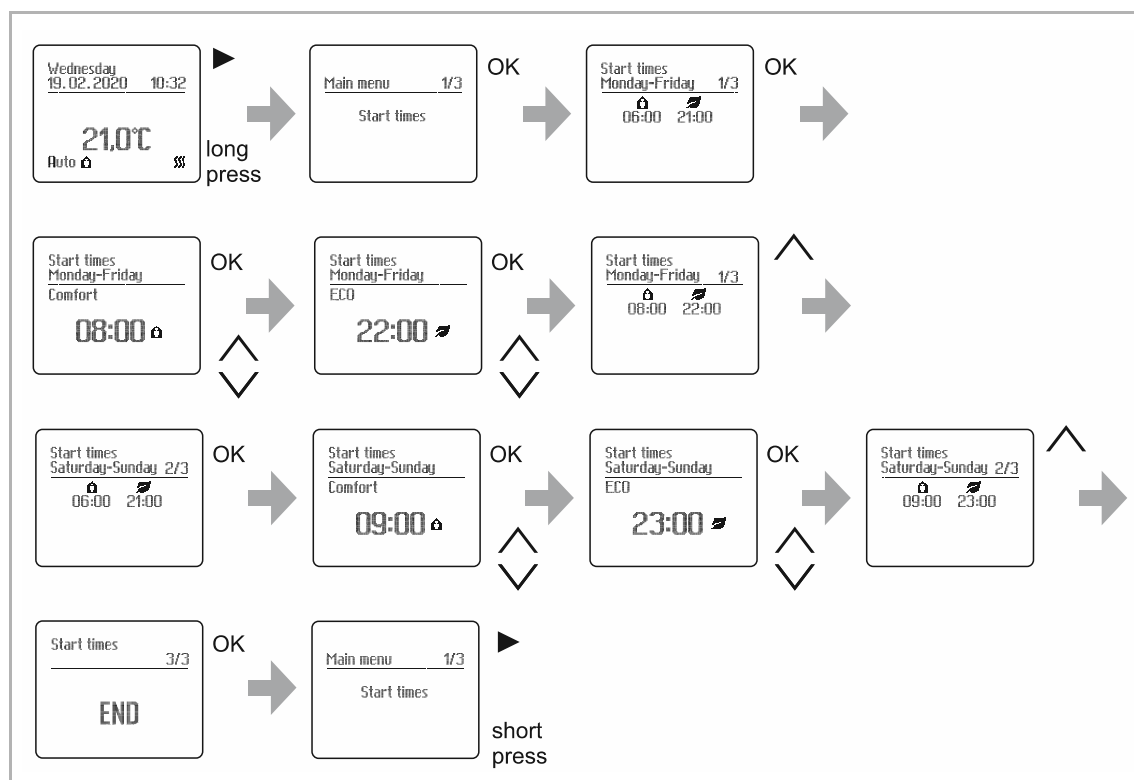 Wednesday
19.02.2020 10:32
21,0°C
Auto
long
press
Main menu 1/3
Start times
OK
Start times
Monday-Friday 1/3
06:00 21:00
OK
Start times
Monday-Friday
Comfort
08:00
OK
Start times
Monday-Friday
ECO
22:00
OK
Start times
Monday-Friday 1/3
08:00 22:00
Start times
Saturday-Sunday 2/3
06:00 21:00
OK
Start times
Saturday-Sunday
Comfort
09:00
OK
Start times
Saturday-Sunday
ECO
23:00
OK
Start times
Saturday-Sunday 2/3
09:00 23:00
Start times
3/3
END
OK
Main menu 1/3
Start times
short
press